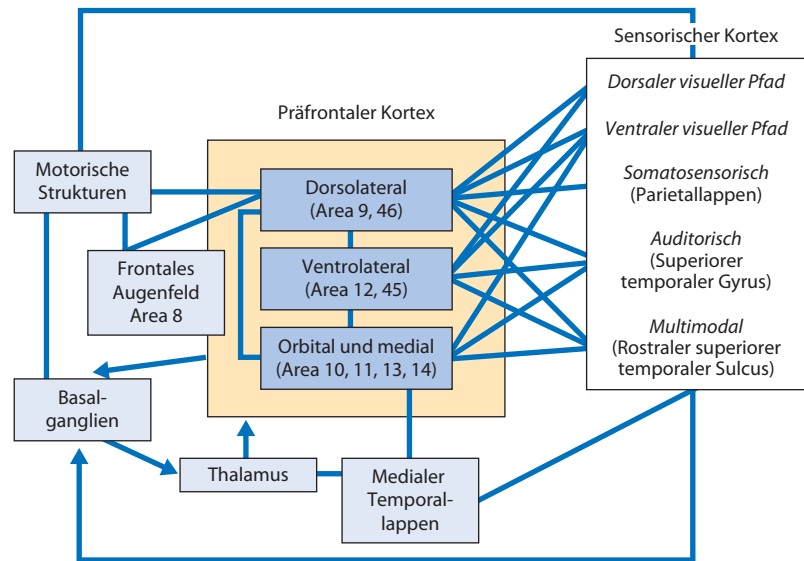 Sensorischer Kortex
Dorsaler visueller Pfad
Ventraler visueller Pfad
Somatosensorisch
(Parietallappen)
Auditorisch
(Superiorer
temporaler Gyrus)
Multimodal
(Rostraler superiorer
temporaler Sulcus)
Präfrontaler Kortex
Dorsolateral
(Area 9, 46)
Ventrolateral
(Area 12, 45)
Orbital und medial
(Area 10, 11, 13, 14)
Motorische
Strukturen
Frontales
Augenfeld
Area 8
Basal-
ganglien
Thalamus
Medialer
Temporal-
lappen